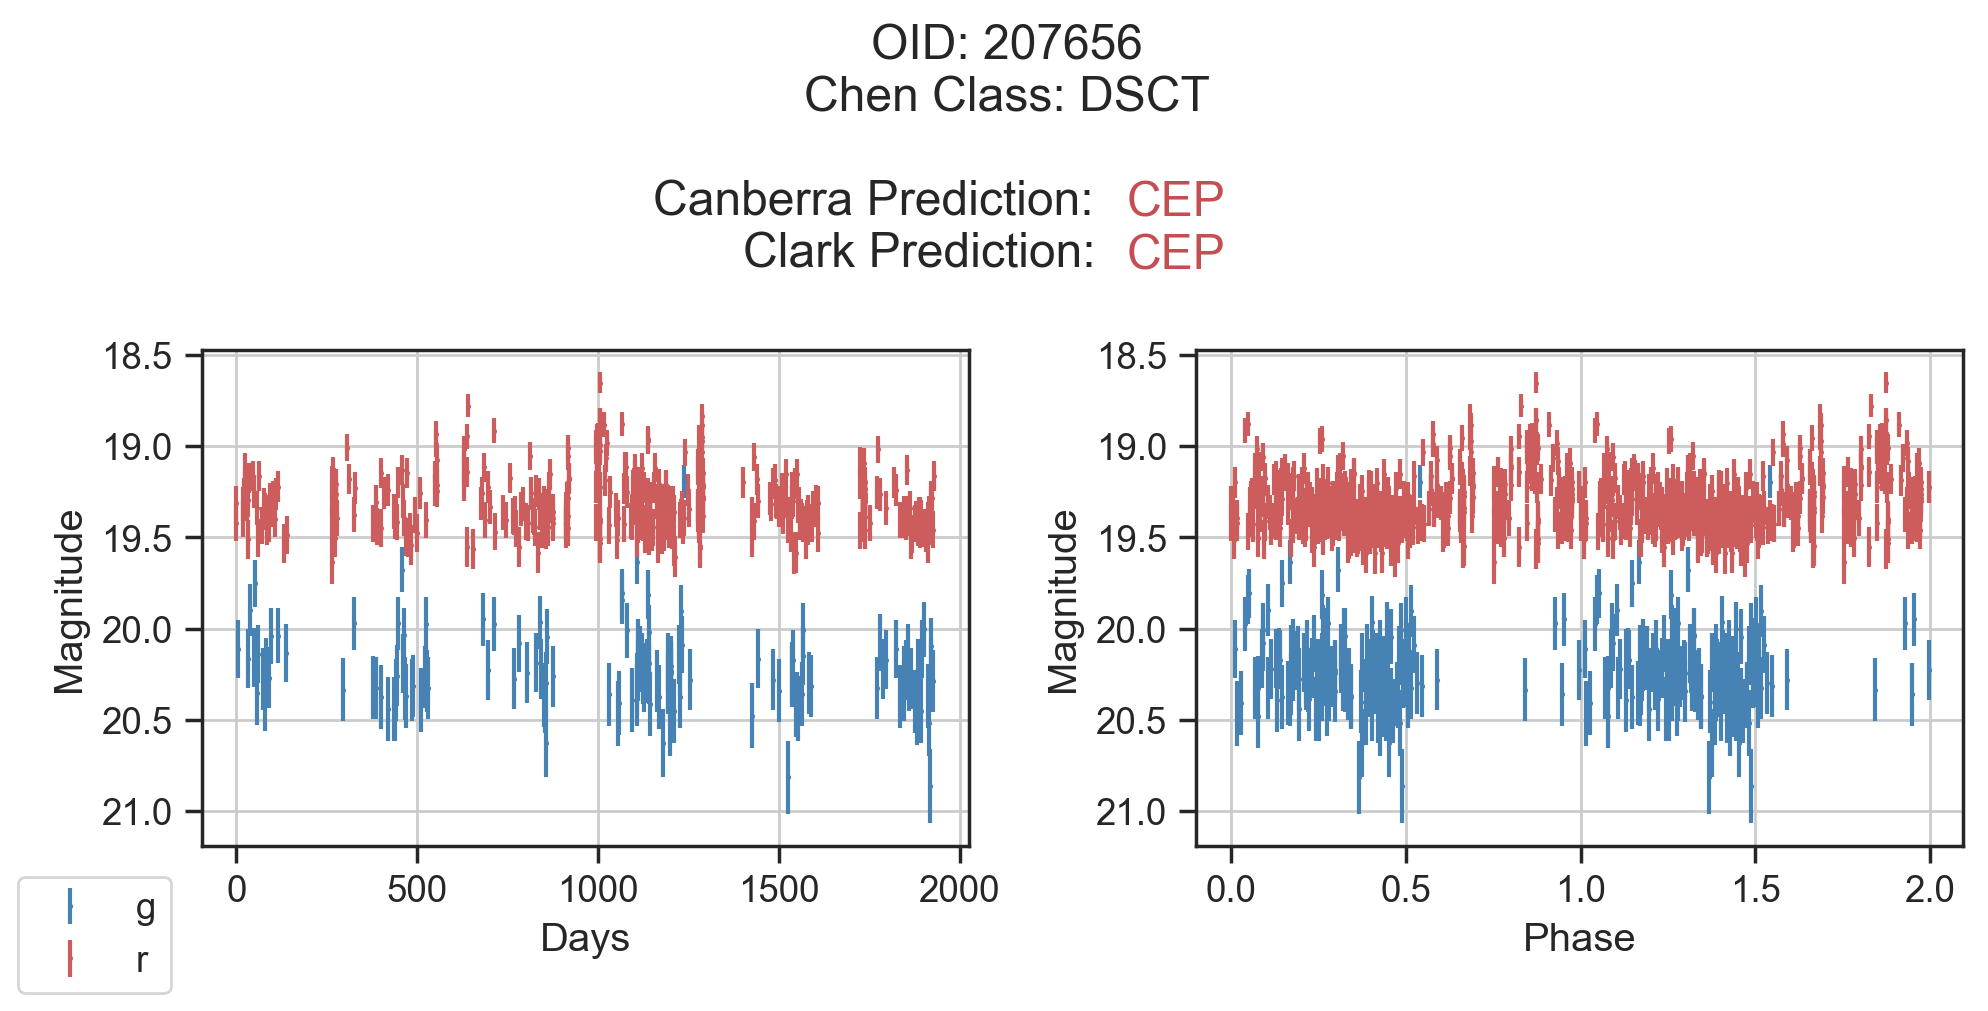 OID: 207656
Chen Class: DSCT
Canberra Prediction: CEP
Clark Prediction: CEP
18.5
19.0
19.5
20.0
20.5
21.0
Magnitude
0
500
1000
1500
2000
Days
g
r
18.5
19.0
19.5
20.0
20.5
21.0
Magnitude
0.0
0.5
1.0
1.5
2.0
Phase